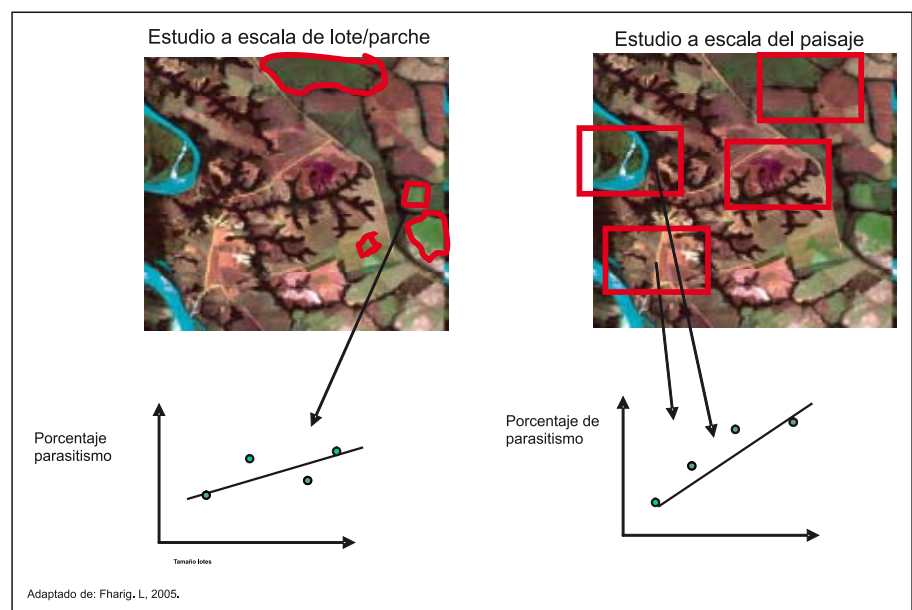 Estudio a escala de lote/parche
Estudio a escala del paisaje
Porcentaje
parasitismo
Tamaño lotes
Porcentaje de
parasitismo
Adaptado de: Fharig. L, 2005.